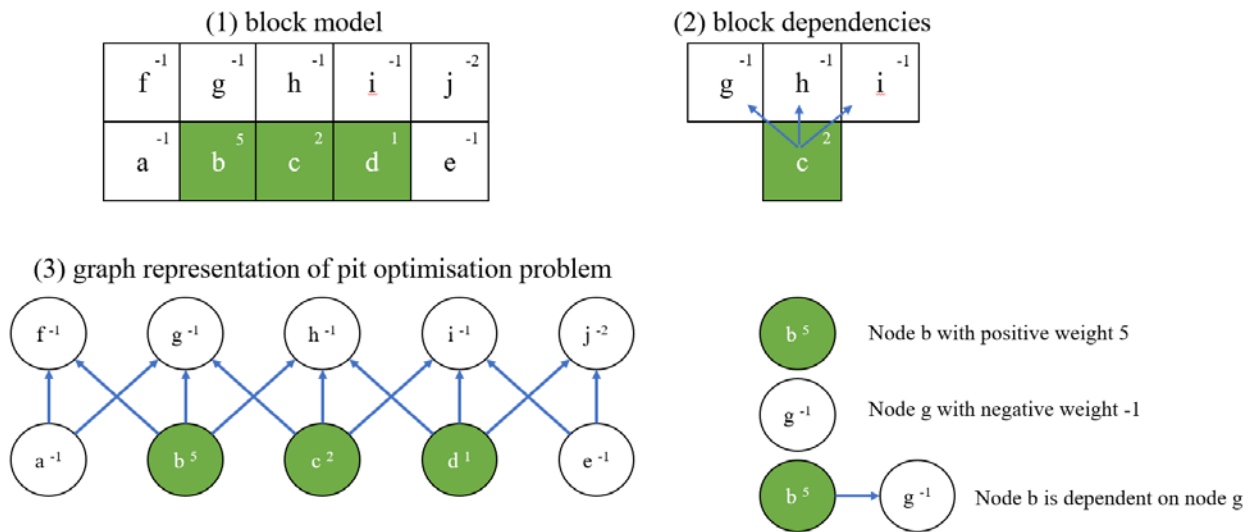 (1) block model
f -1 g -1 h -1 i -1 j -2
a -1 b 5 c 2 d 1 e -1
(2) block dependencies
g -1 h -1 i -1
c 2
(3) graph representation of pit optimisation problem
f -1 g -1 h -1 i -1 j -2
a -1 b 5 c 2 d 1 e -1
b 5 Node b with positive weight 5
g -1 Node g with negative weight -1
b 5 g -1 Node b is dependent on node g